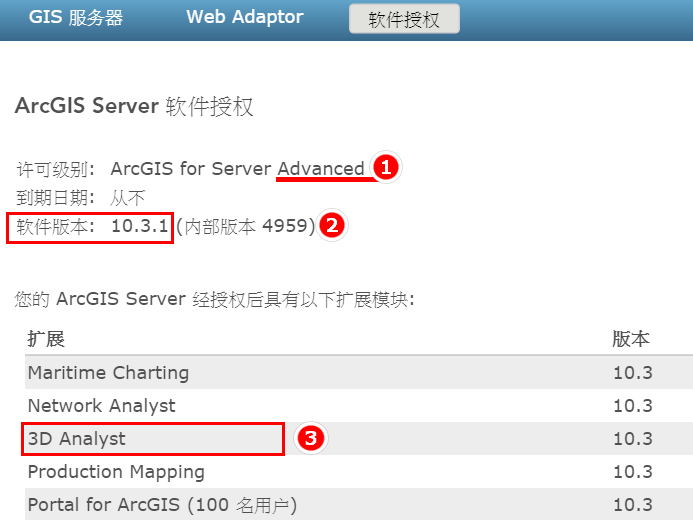 GIS 服务器 Web Adaptor 软件授权
ArcGIS Server 软件授权
许可级别: ArcGIS for Server Advanced 1
到期日期: 从不
软件版本: 10.3.1 (内部版本 4959) 2
您的 ArcGIS Server 经授权后具有以下扩展模块:
扩展 版本
Maritime Charting 10.3
Network Analyst 10.3
3D Analyst 3 10.3
Production Mapping 10.3
Portal for ArcGIS (100 名用户) 10.3